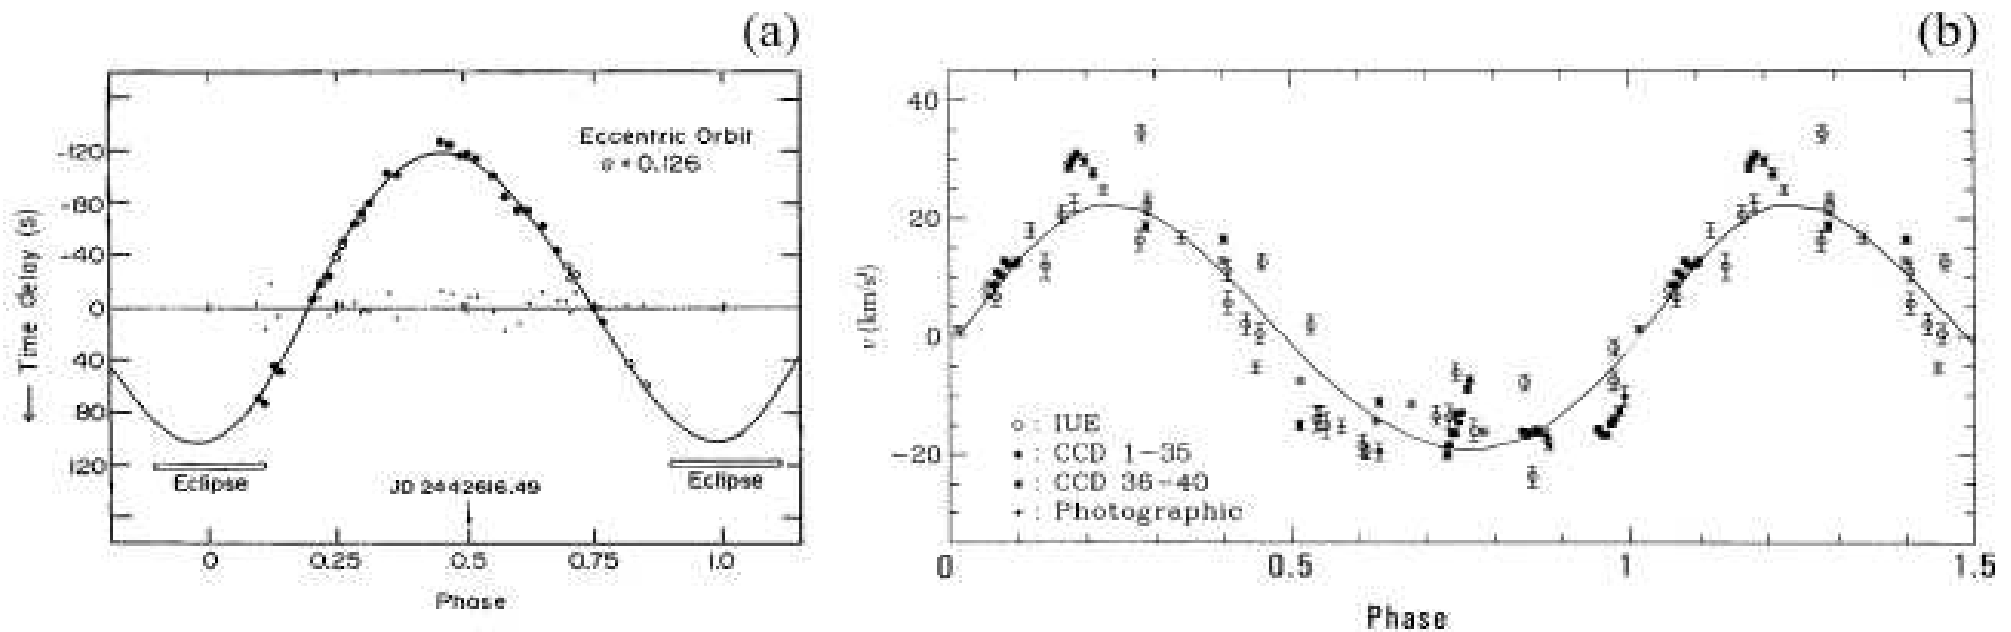 (a)
Eccentric Orbit
e = 0.126
← Time delay (s)
-120
-80
-40
0
40
80
120
Eclipse
JD 2442616.49
Eclipse
0
0.25
0.5
0.75
1.0
Phase
(b)
v (km/s)
40
20
0
-20
○ : IUE
▪ : CCD 1-35
▪ : CCD 36-40
+ : Photographic
0
0.5
1
1.5
Phase